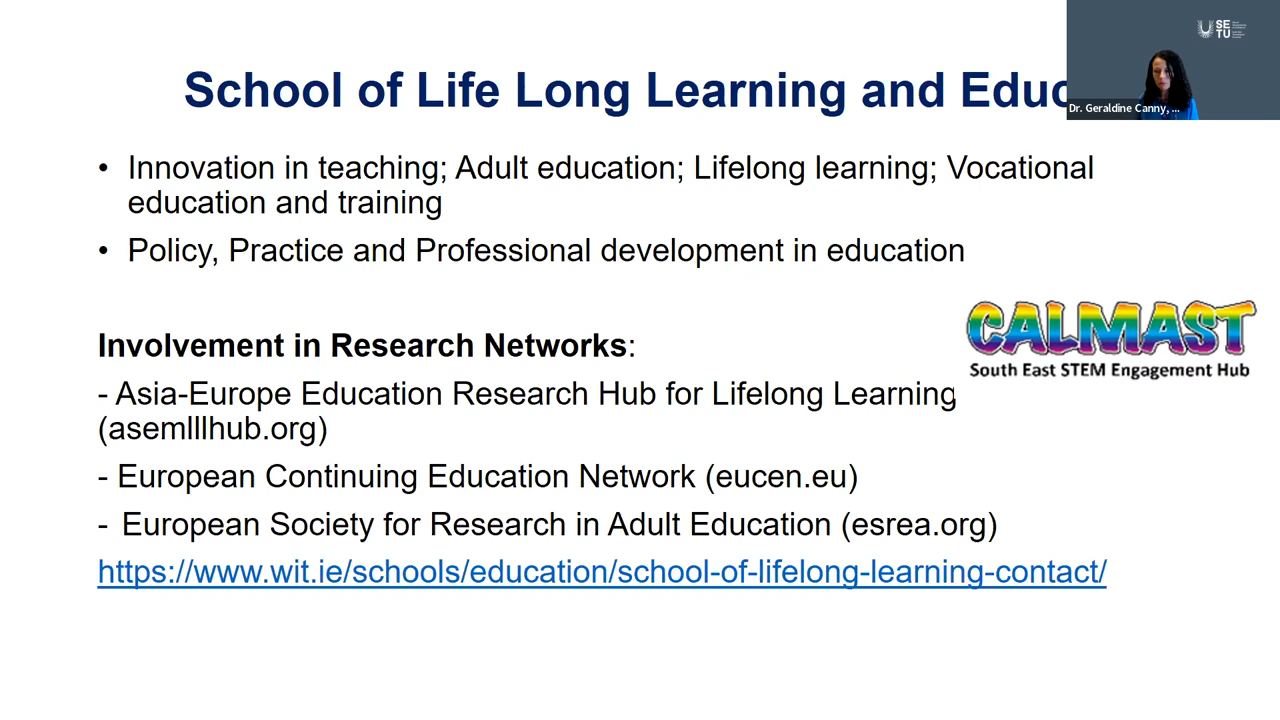 School of Life Long Learning and Educ
SE
TU
Dr. Geraldine Canny, ...
• Innovation in teaching; Adult education; Lifelong learning; Vocational
education and training
• Policy, Practice and Professional development in education
CALMAST
South East STEM Engagement Hub
Involvement in Research Networks:
- Asia-Europe Education Research Hub for Lifelong Learning
(asemlllhub.org)
- European Continuing Education Network (eucen.eu)
- European Society for Research in Adult Education (esrea.org)
https://www.wit.ie/schools/education/school-of-lifelong-learning-contact/